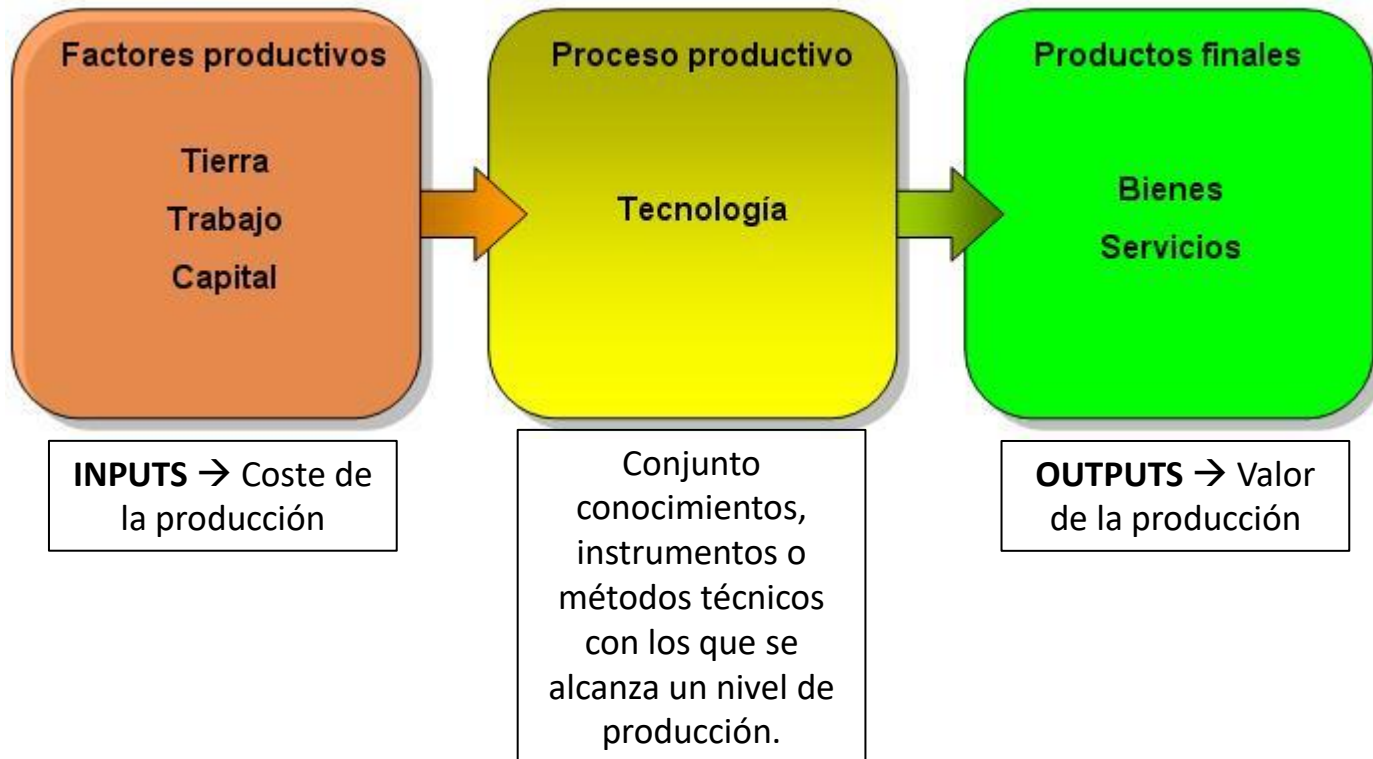 Factores productivos
Tierra
Trabajo
Capital
INPUTS → Coste de
la producción
Proceso productivo
Tecnología
Conjunto
conocimientos,
instrumentos o
métodos técnicos
con los que se
alcanza un nivel de
producción.
Productos finales
Bienes
Servicios
OUTPUTS → Valor
de la producción